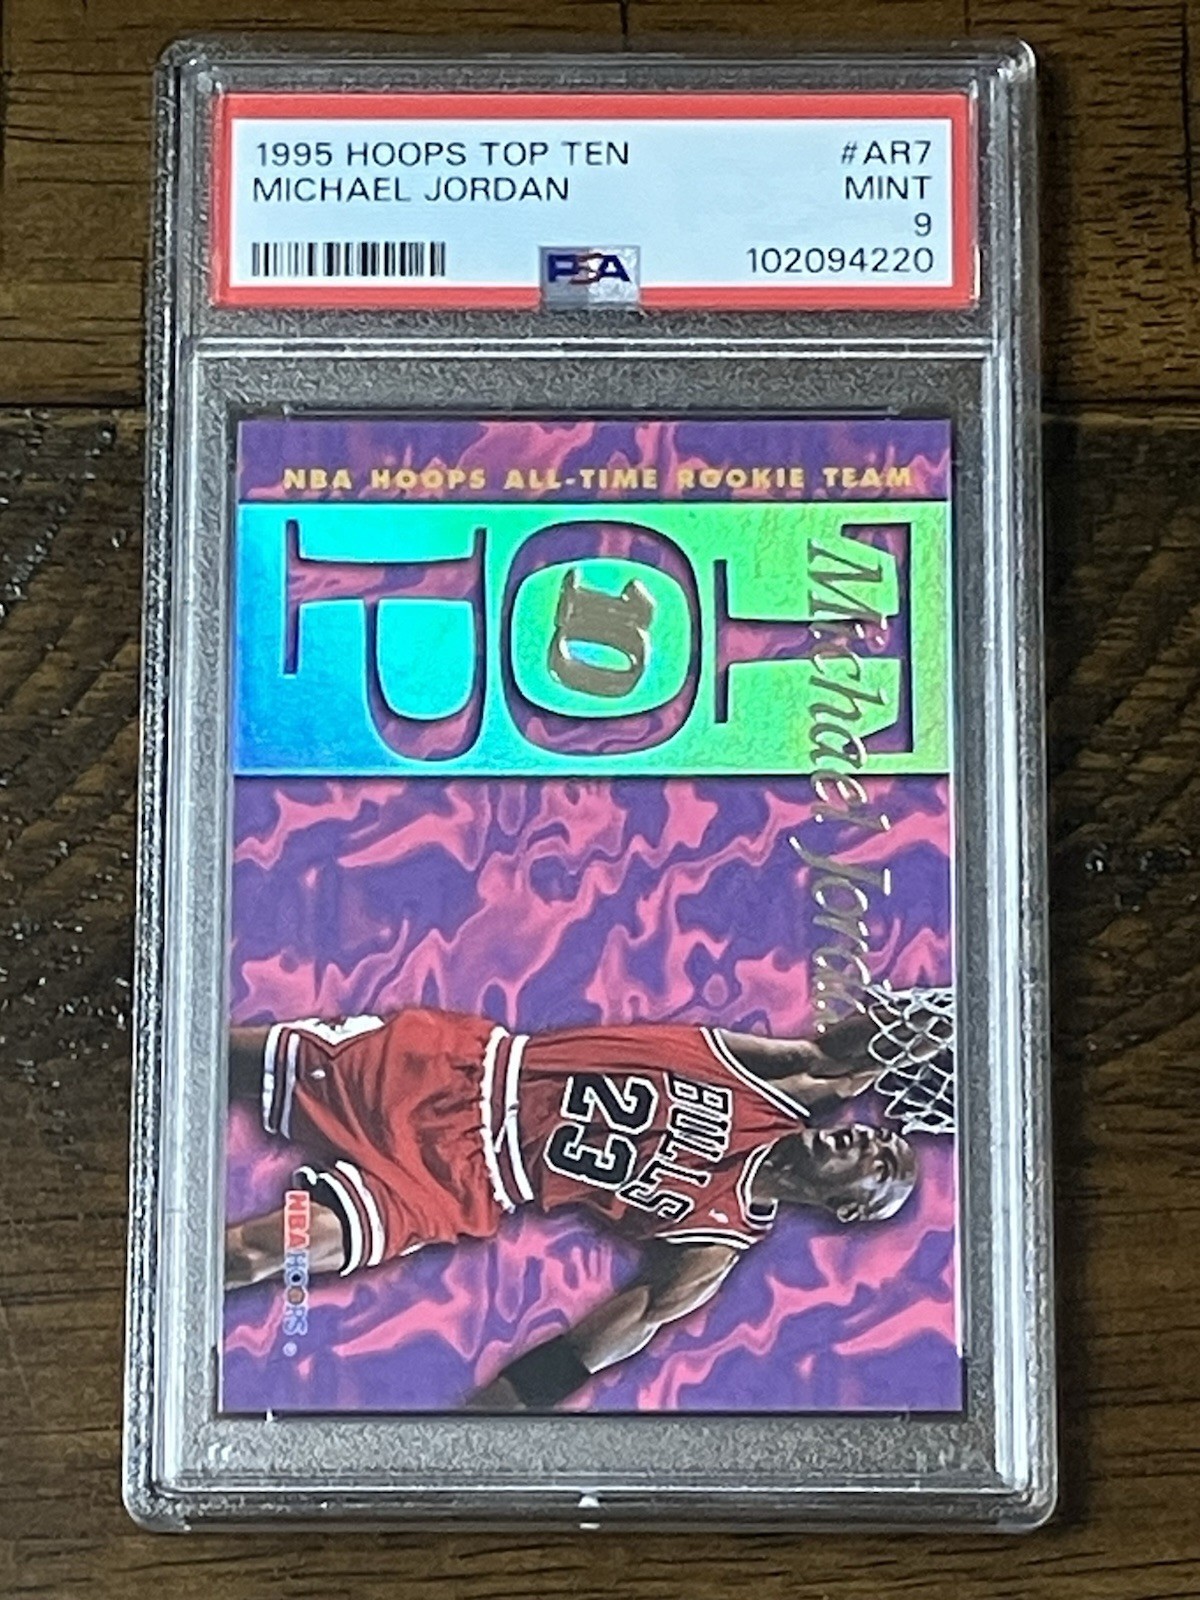 1995 HOOPS TOP TEN #AR7
MICHAEL JORDAN MINT
9
PSA 102094220
NBA HOOPS ALL-TIME ROOKIE TEAM
TOP
10
Michael Jordan
BULLS
23
NBA HOOPS ®